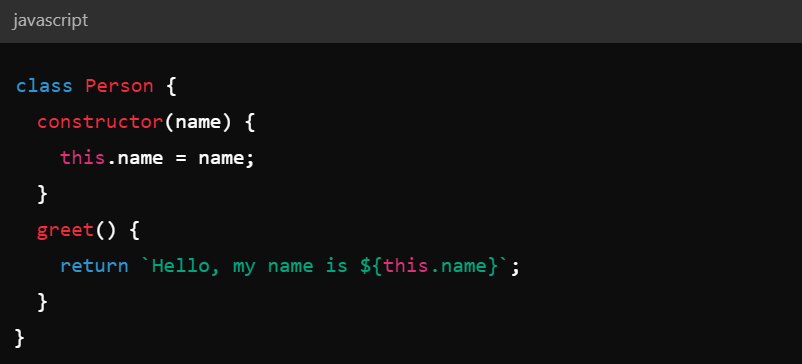 javascript
class Person {
  constructor(name) {
    this.name = name;
  }
  greet() {
    return `Hello, my name is ${this.name}`;
  }
}